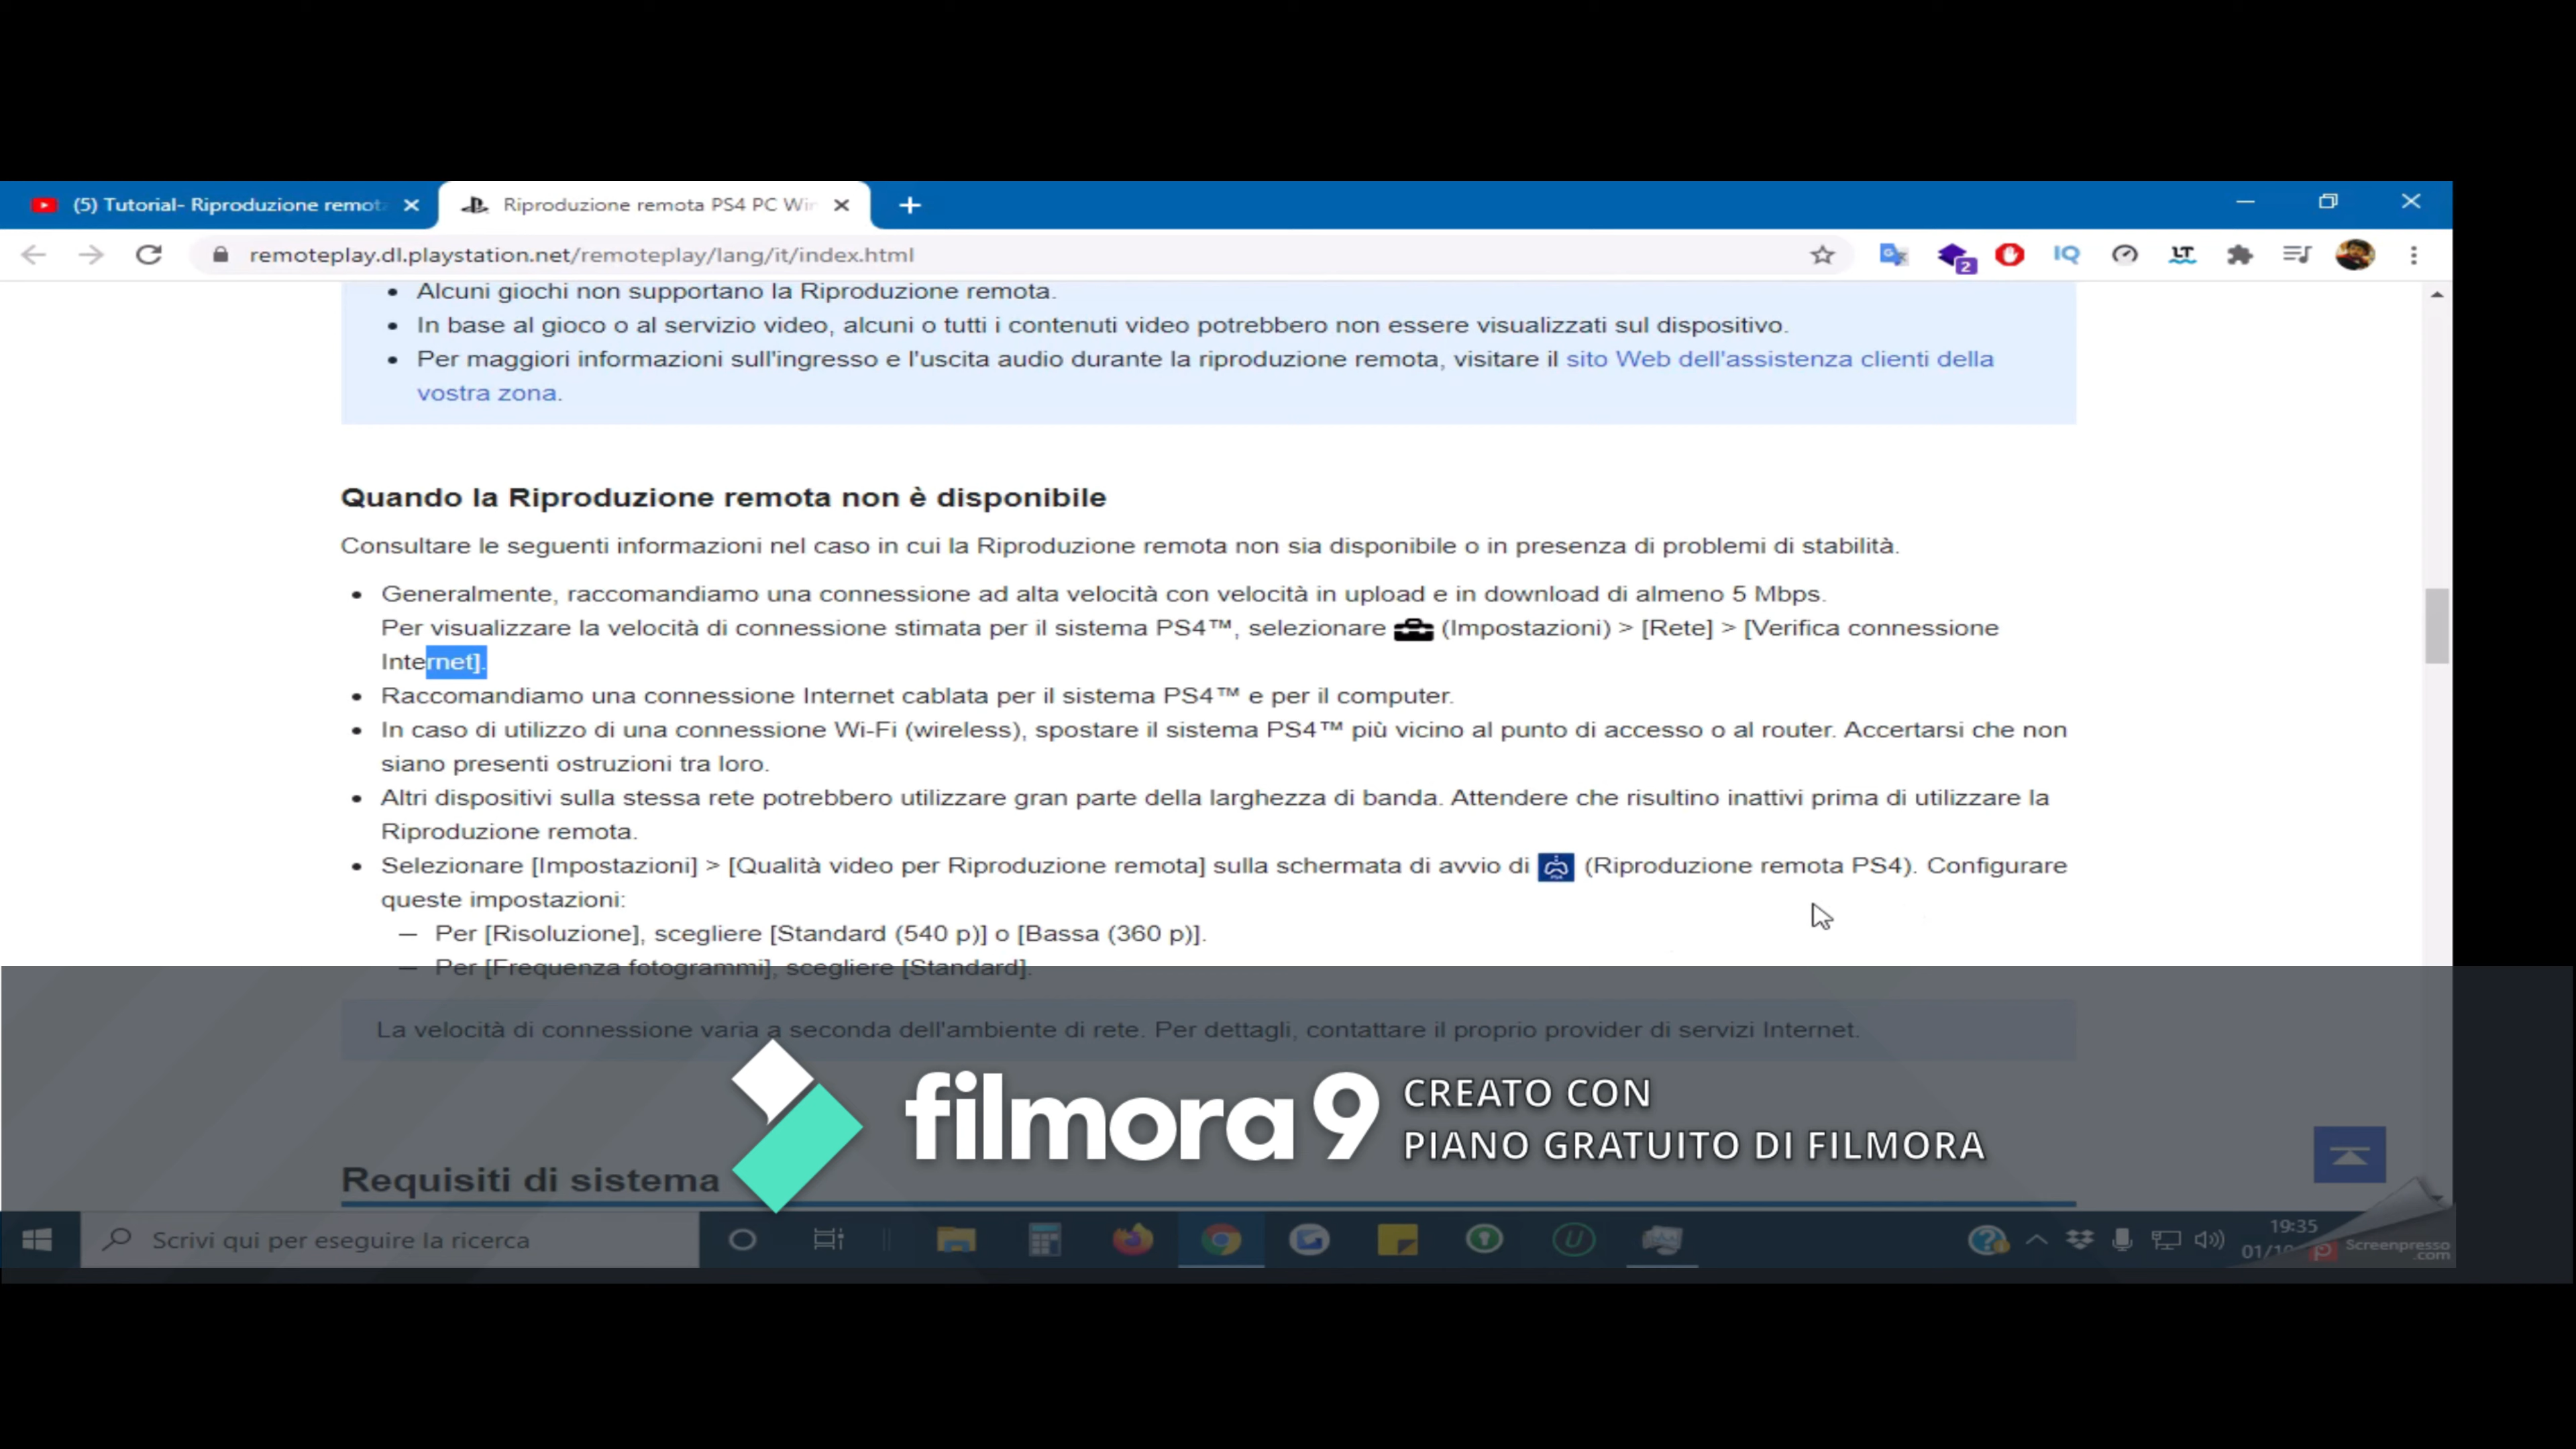 (5) Tutorial- Riproduzione remot
Riproduzione remota PS4 PC Win
remoteplay.dl.playstation.net/remoteplay/lang/it/index.html
2
IQ
LT
• Alcuni giochi non supportano la Riproduzione remota.
• In base al gioco o al servizio video, alcuni o tutti i contenuti video potrebbero non essere visualizzati sul dispositivo.
• Per maggiori informazioni sull'ingresso e l'uscita audio durante la riproduzione remota, visitare il sito Web dell'assistenza clienti della
vostra zona.
Quando la Riproduzione remota non è disponibile
Consultare le seguenti informazioni nel caso in cui la Riproduzione remota non sia disponibile o in presenza di problemi di stabilità.
• Generalmente, raccomandiamo una connessione ad alta velocità con velocità in upload e in download di almeno 5 Mbps.
Per visualizzare la velocità di connessione stimata per il sistema PS4™, selezionare (Impostazioni) > [Rete] > [Verifica connessione
Internet].
• Raccomandiamo una connessione Internet cablata per il sistema PS4™ e per il computer.
• In caso di utilizzo di una connessione Wi-Fi (wireless), spostare il sistema PS4™ più vicino al punto di accesso o al router. Accertarsi che non
siano presenti ostruzioni tra loro.
• Altri dispositivi sulla stessa rete potrebbero utilizzare gran parte della larghezza di banda. Attendere che risultino inattivi prima di utilizzare la
Riproduzione remota.
• Selezionare [Impostazioni] > [Qualità video per Riproduzione remota] sulla schermata di avvio di (Riproduzione remota PS4). Configurare
queste impostazioni:
— Per [Risoluzione], scegliere [Standard (540 p)] o [Bassa (360 p)].
— Per [Frequenza fotogrammi], scegliere [Standard].
La velocità di connessione varia a seconda dell'ambiente di rete. Per dettagli, contattare il proprio provider di servizi Internet.
filmora 9
CREATO CON
PIANO GRATUITO DI FILMORA
Requisiti di sistema
Scrivi qui per eseguire la ricerca
19:35
01/10
Screenpresso
.com